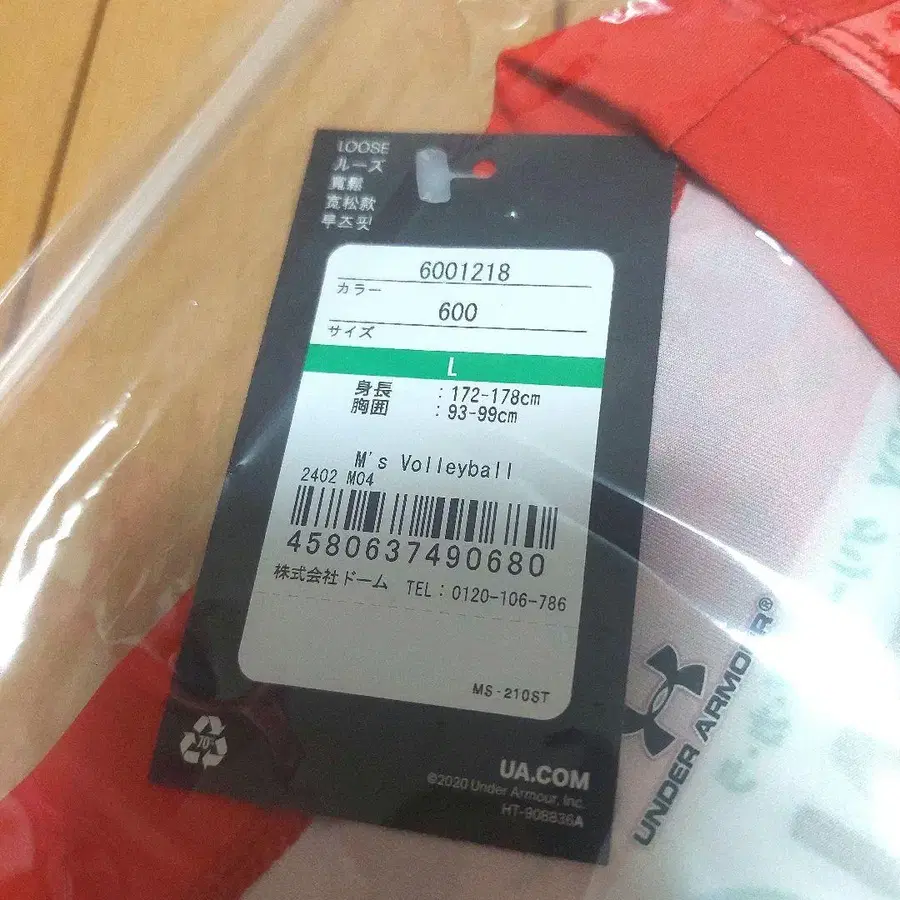 LOOSE
ルーズ
寬鬆
宽松款
루즈핏
6001218
カラー
600
サイズ
L
身長 :172-178cm
胸囲 :93-99cm
M's Volleyball
2402 M04
4580637490680
株式会社ドーム TEL:0120-106-786
MS-210ST
70%
UA.COM
©2020 Under Armour, Inc.
HT-908836A
UNDER ARMOUR®